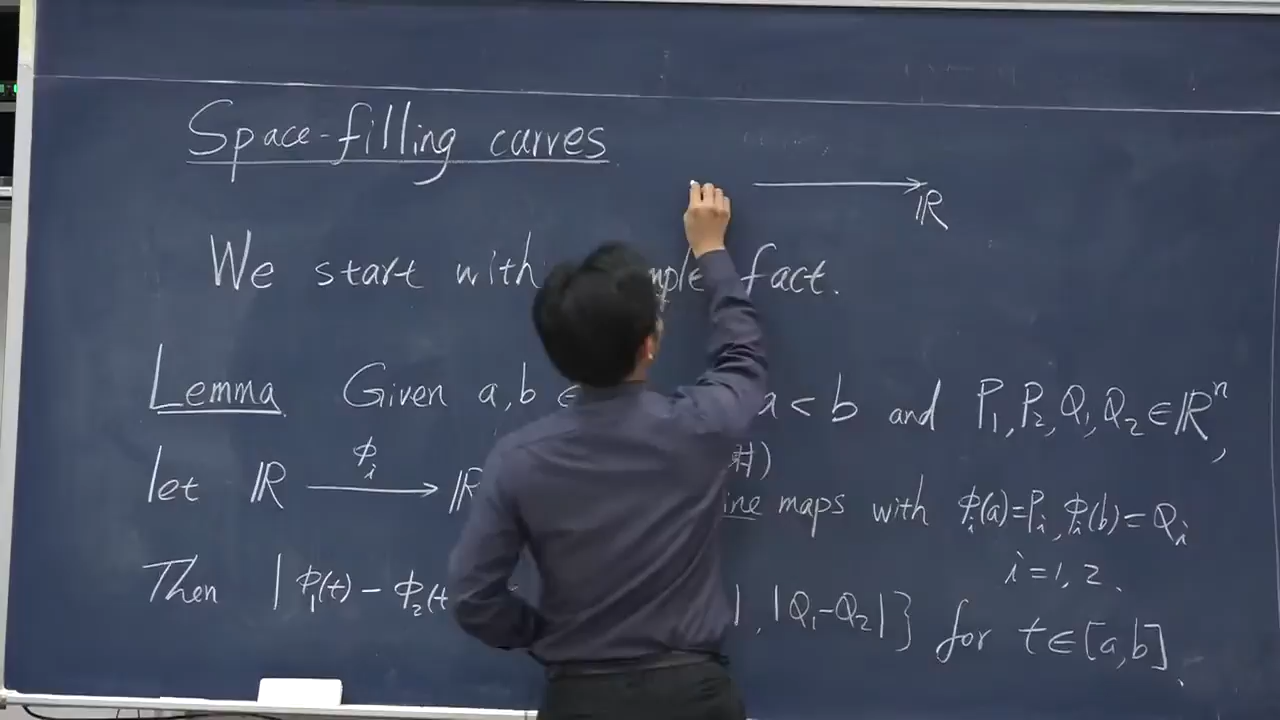 Space-filling curves
ℝ
We start with fact.
Lemma Given a, b a < b and P₁, P₂, Q₁, Q₂ ∈ ℝⁿ,
射)
let ℝ →ϕᵢ ℝ maps with ϕᵢ(a)=Pᵢ, ϕᵢ(b)=Qᵢ
i=1,2.
Then |ϕ₁(t) − ϕ₂(t |, |Q₁−Q₂|} for t∈[a,b].